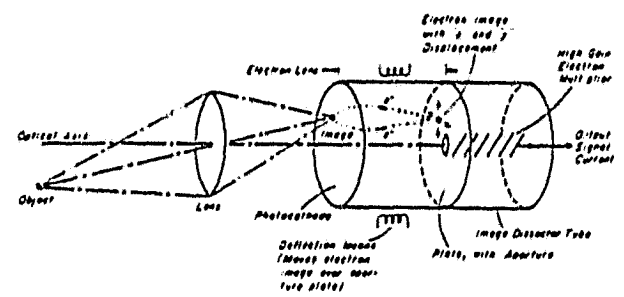 Electron Image
with x and y
Displacement
High Gain
Electron
Multiplier
Electron Lens
Optical Axis
Image
e-
e-
Output
Signal
Current
Object
Lens
Photocathode
Image Dissector Tube
Plate, with Aperture
Deflection Means
(Moves electron
image over aper-
ture plate)